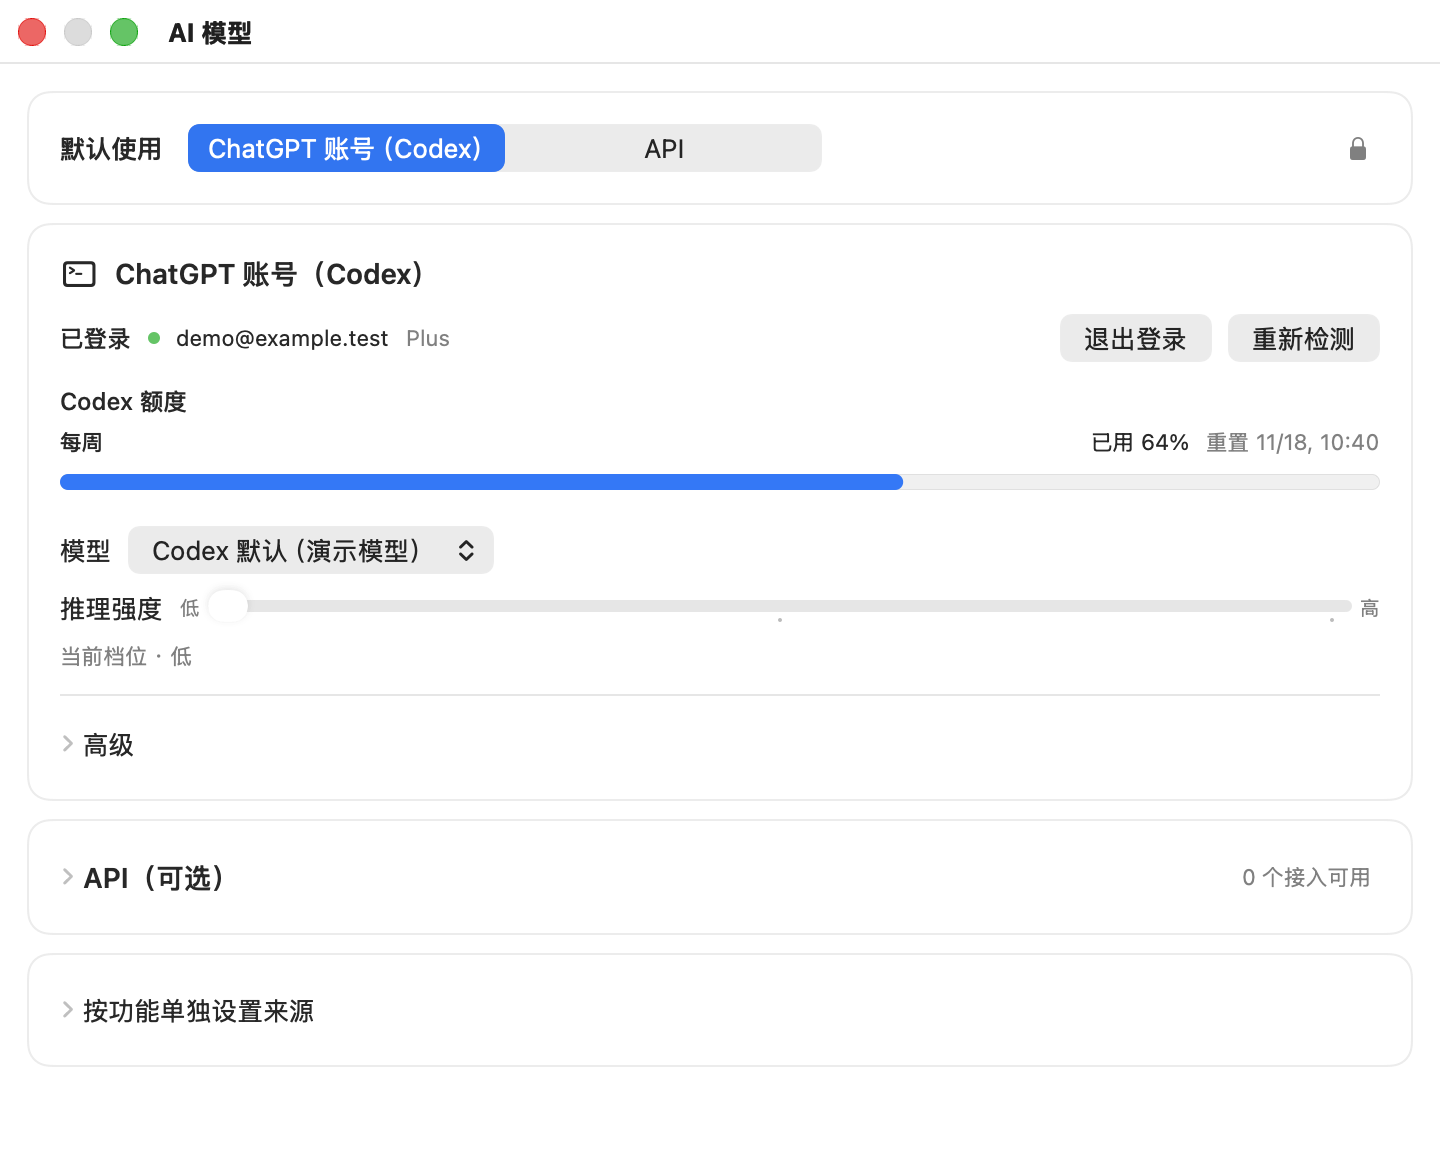 AI 模型
默认使用 ChatGPT 账号（Codex） API
ChatGPT 账号（Codex）
已登录 demo@example.test Plus 退出登录 重新检测
Codex 额度
每周 已用 64% 重置 11/18, 10:40
模型 Codex 默认（演示模型）
推理强度 低 高
当前档位 · 低
高级
API（可选） 0 个接入可用
按功能单独设置来源